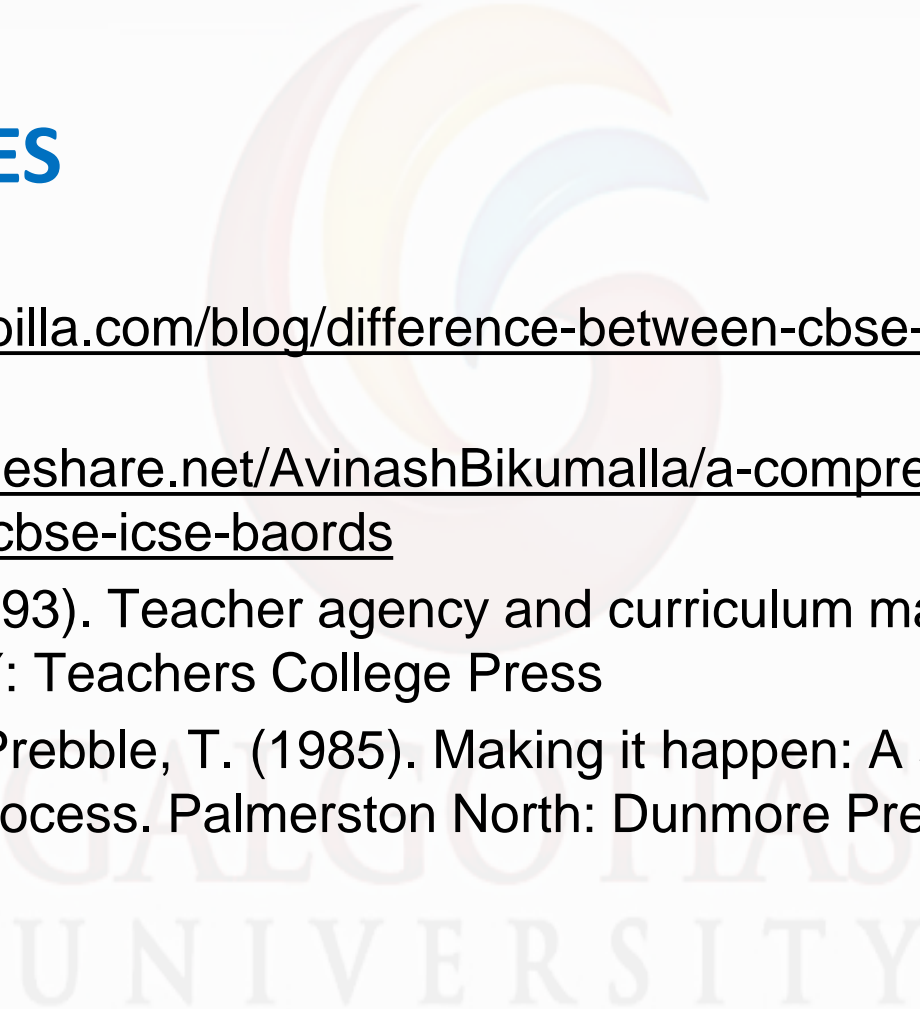 ES
oilla.com/blog/difference-between-cbse-
eshare.net/AvinashBikumalla/a-compre
cbse-icse-baords
93). Teacher agency and curriculum ma
: Teachers College Press
Prebble, T. (1985). Making it happen: A
ocess. Palmerston North: Dunmore Pre
GALGOTIAS
UNIVERSITY